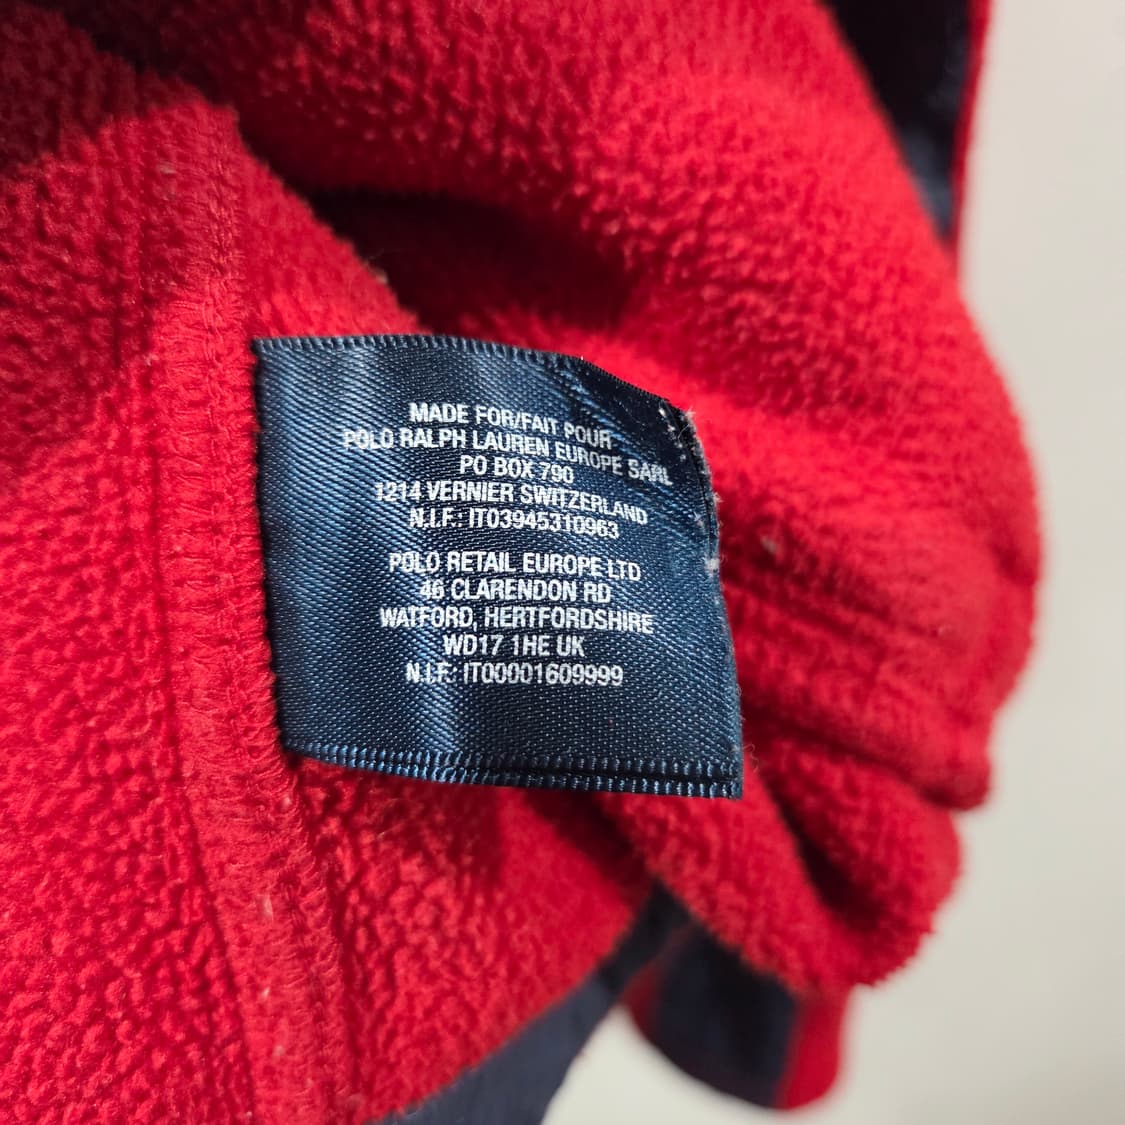 MADE FOR/FAIT POUR
POLO RALPH LAUREN EUROPE SARL
PO BOX 790
1214 VERNIER SWITZERLAND
N.I.F.: IT03945310963
POLO RETAIL EUROPE LTD
46 CLARENDON RD
WATFORD, HERTFORDSHIRE
WD17 1HE UK
N.I.F.: IT00001609999